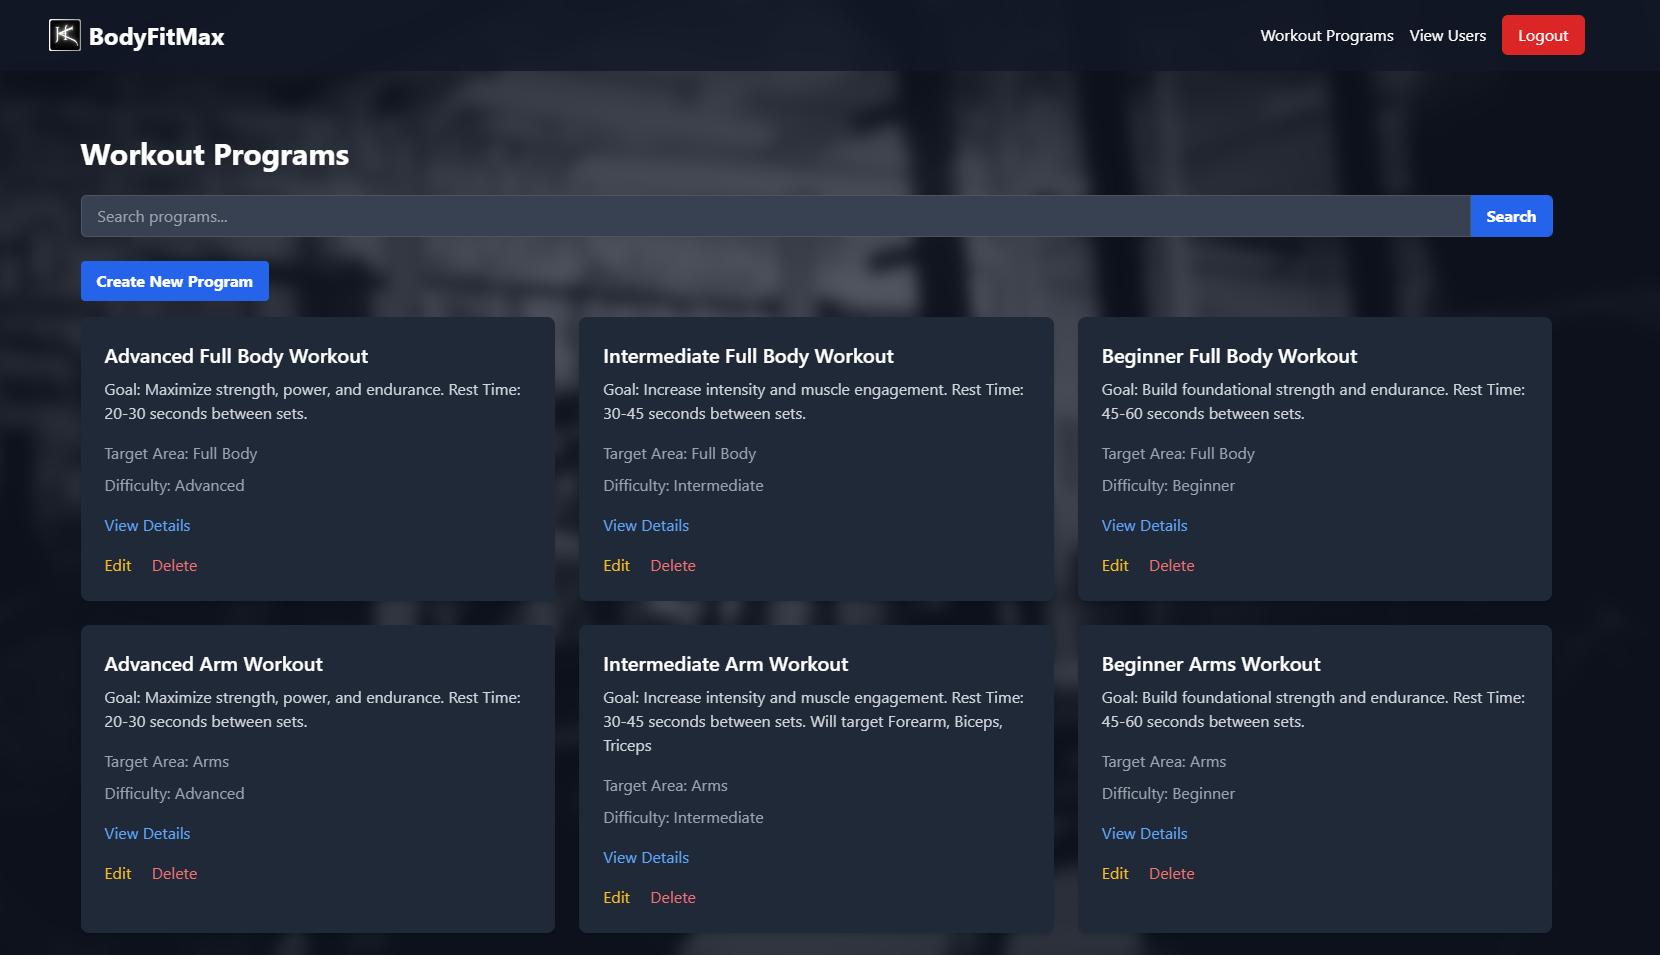 BodyFitMax
Workout Programs View Users Logout
Workout Programs
Search programs... Search
Create New Program
Advanced Full Body Workout
Goal: Maximize strength, power, and endurance. Rest Time:
20-30 seconds between sets.
Target Area: Full Body
Difficulty: Advanced
View Details
Edit Delete
Intermediate Full Body Workout
Goal: Increase intensity and muscle engagement. Rest Time:
30-45 seconds between sets.
Target Area: Full Body
Difficulty: Intermediate
View Details
Edit Delete
Beginner Full Body Workout
Goal: Build foundational strength and endurance. Rest Time:
45-60 seconds between sets.
Target Area: Full Body
Difficulty: Beginner
View Details
Edit Delete
Advanced Arm Workout
Goal: Maximize strength, power, and endurance. Rest Time:
20-30 seconds between sets.
Target Area: Arms
Difficulty: Advanced
View Details
Edit Delete
Intermediate Arm Workout
Goal: Increase intensity and muscle engagement. Rest Time:
30-45 seconds between sets. Will target Forearm, Biceps,
Triceps
Target Area: Arms
Difficulty: Intermediate
View Details
Edit Delete
Beginner Arms Workout
Goal: Build foundational strength and endurance. Rest Time:
45-60 seconds between sets.
Target Area: Arms
Difficulty: Beginner
View Details
Edit Delete